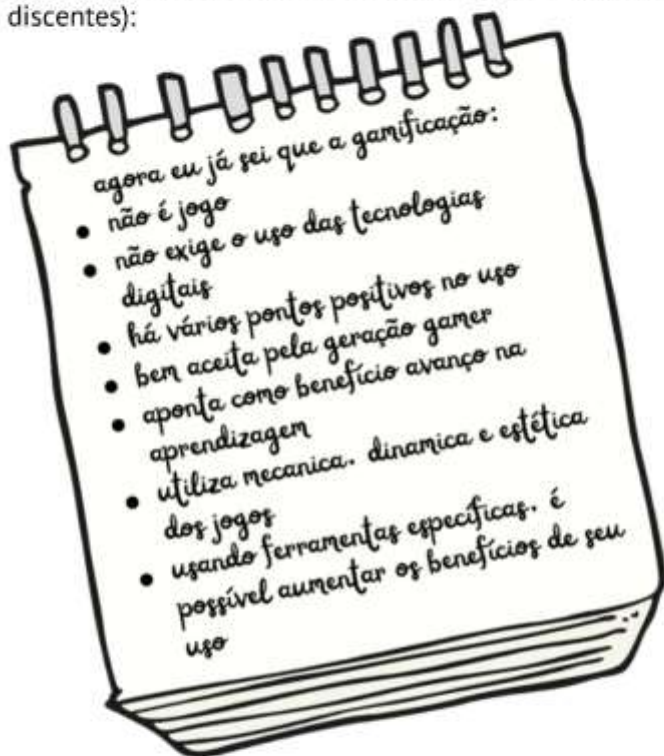 discentes):
agora eu já sei que a gamificação:
• não é jogo
• não exige o uso das tecnologias
digitais
• há vários pontos positivos no uso
• bem aceita pela geração gamer
• aponta como benefício avanço na
aprendizagem
• utiliza mecanica. dinamica e estética
dos jogos
• usando ferramentas específicas. é
possível aumentar os benefícios de seu
uso